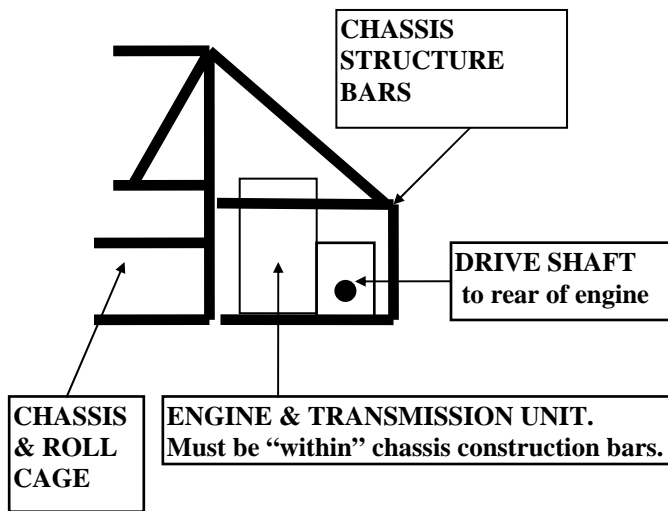 CHASSIS
STRUCTURE
BARS
DRIVE SHAFT
to rear of engine
CHASSIS
& ROLL
CAGE
ENGINE & TRANSMISSION UNIT.
Must be “within” chassis construction bars.